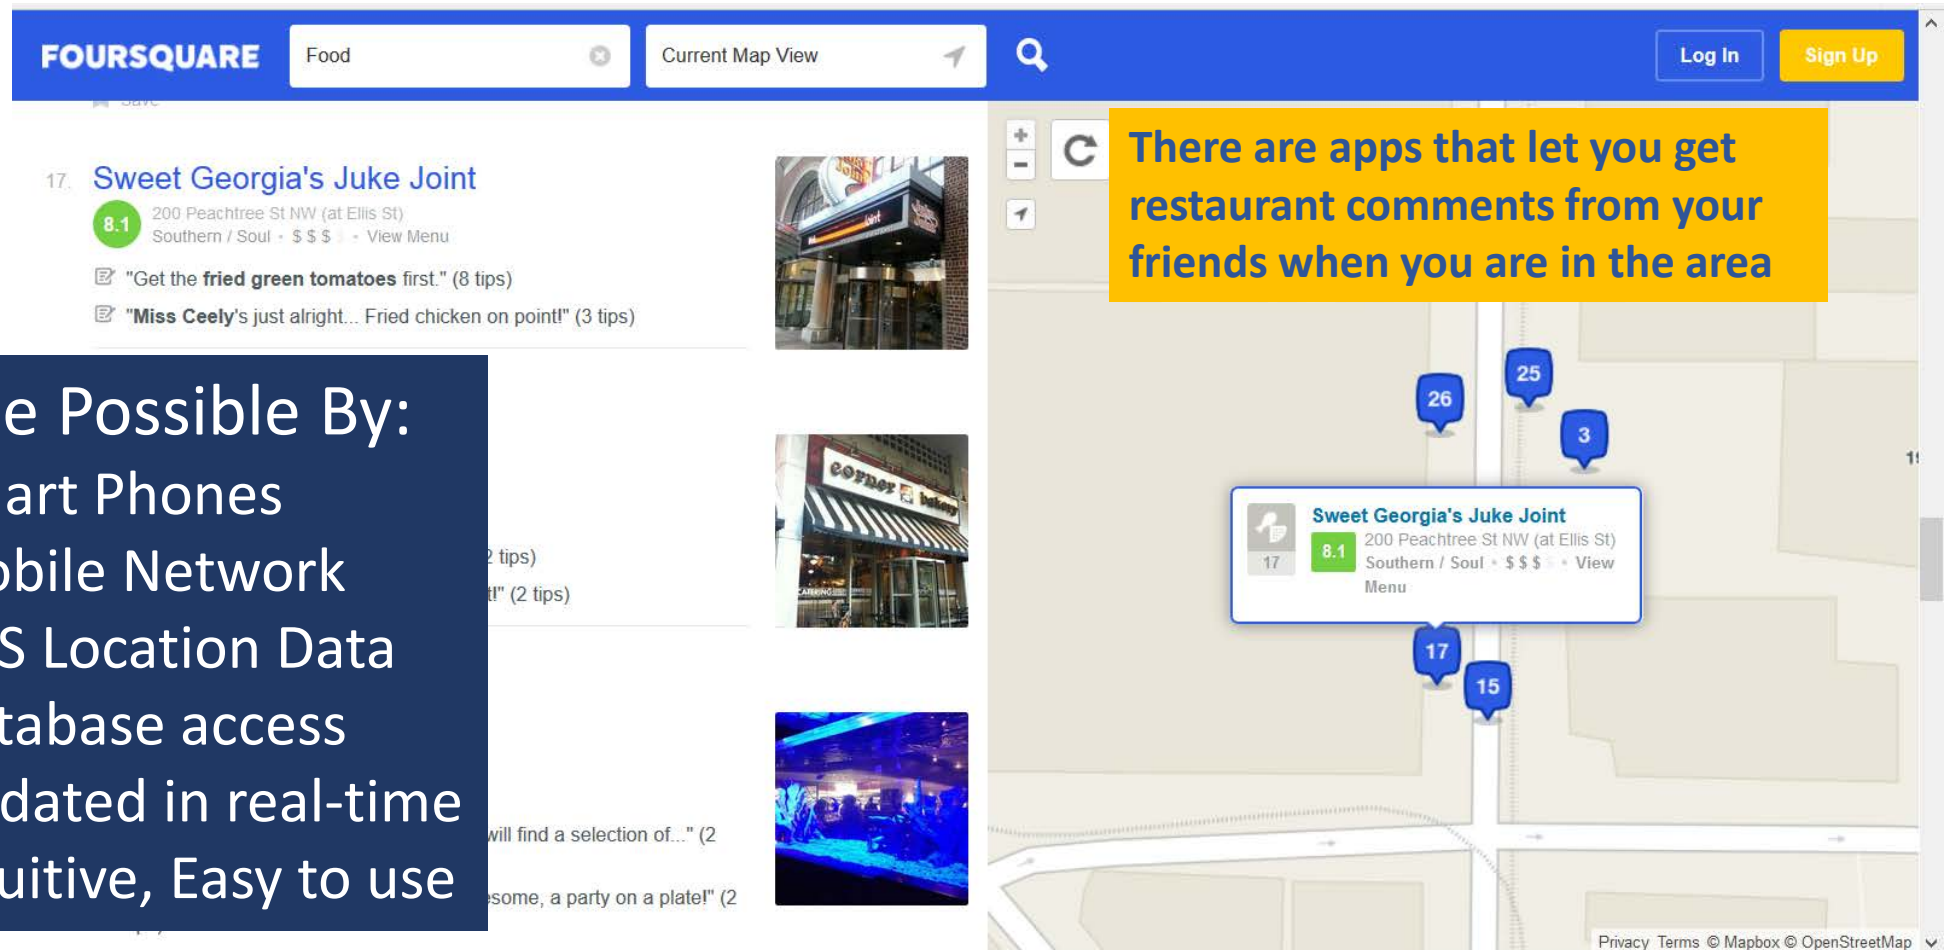 FOURSQUARE
Food
Current Map View
Log In
Sign Up
Save
17. Sweet Georgia's Juke Joint
8.1
200 Peachtree St NW (at Ellis St)
Southern / Soul • $ $ $ • View Menu
"Get the fried green tomatoes first." (8 tips)
"Miss Ceely's just alright... Fried chicken on point!" (3 tips)
e Possible By:
art Phones
obile Network
S Location Data
tabase access
dated in real-time
uitive, Easy to use
2 tips)
t!" (2 tips)
will find a selection of..." (2
some, a party on a plate!" (2
corner bakery
CATERING
+
−
There are apps that let you get
restaurant comments from your
friends when you are in the area
25
26
3
Sweet Georgia's Juke Joint
200 Peachtree St NW (at Ellis St)
8.1
Southern / Soul • $ $ $ • View
17
Menu
17
15
Privacy Terms © Mapbox © OpenStreetMap